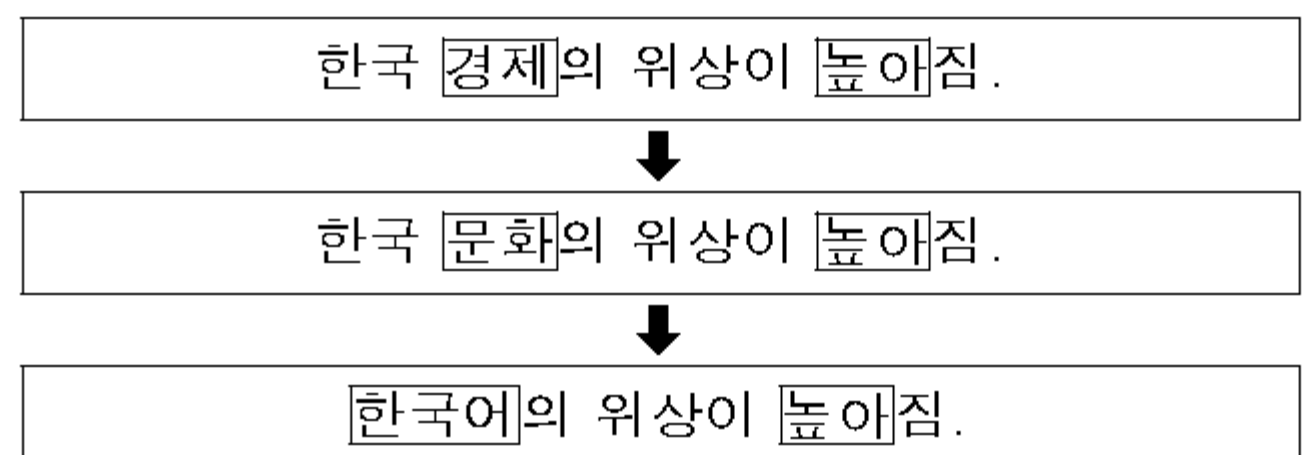 한국 경제의 위상이 높아짐.
한국 문화의 위상이 높아짐.
한국어의 위상이 높아짐.